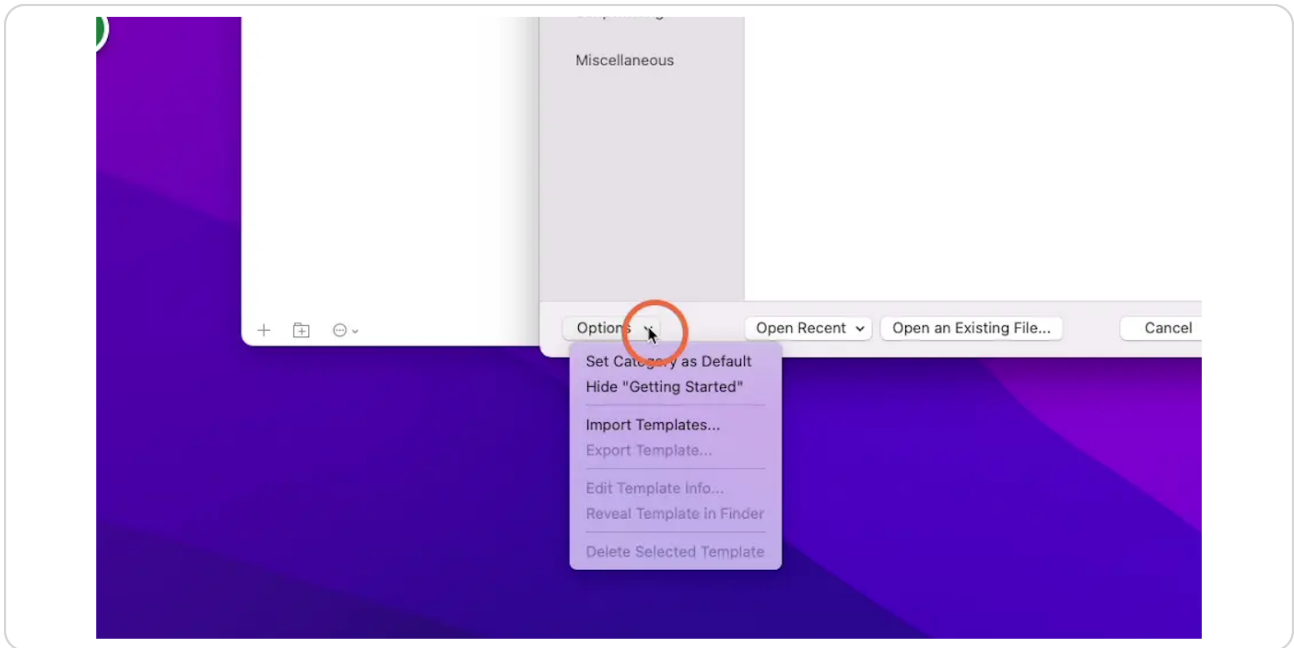 Miscellaneous
Options
Open Recent
Open an Existing File...
Cancel
Set Category as Default
Hide "Getting Started"
Import Templates...
Export Template...
Edit Template Info...
Reveal Template in Finder
Delete Selected Template